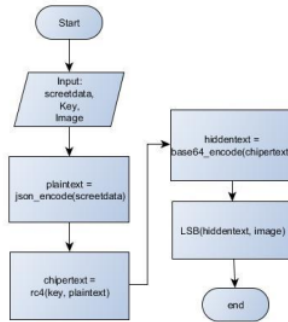 Start
Input:
screetdata,
Key,
Image
plaintext =
json_encode(screetdata)
chipertext =
rc4(key, plaintext)
hiddentext =
base64_encode(chipertext
LSB(hiddentext, image)
end